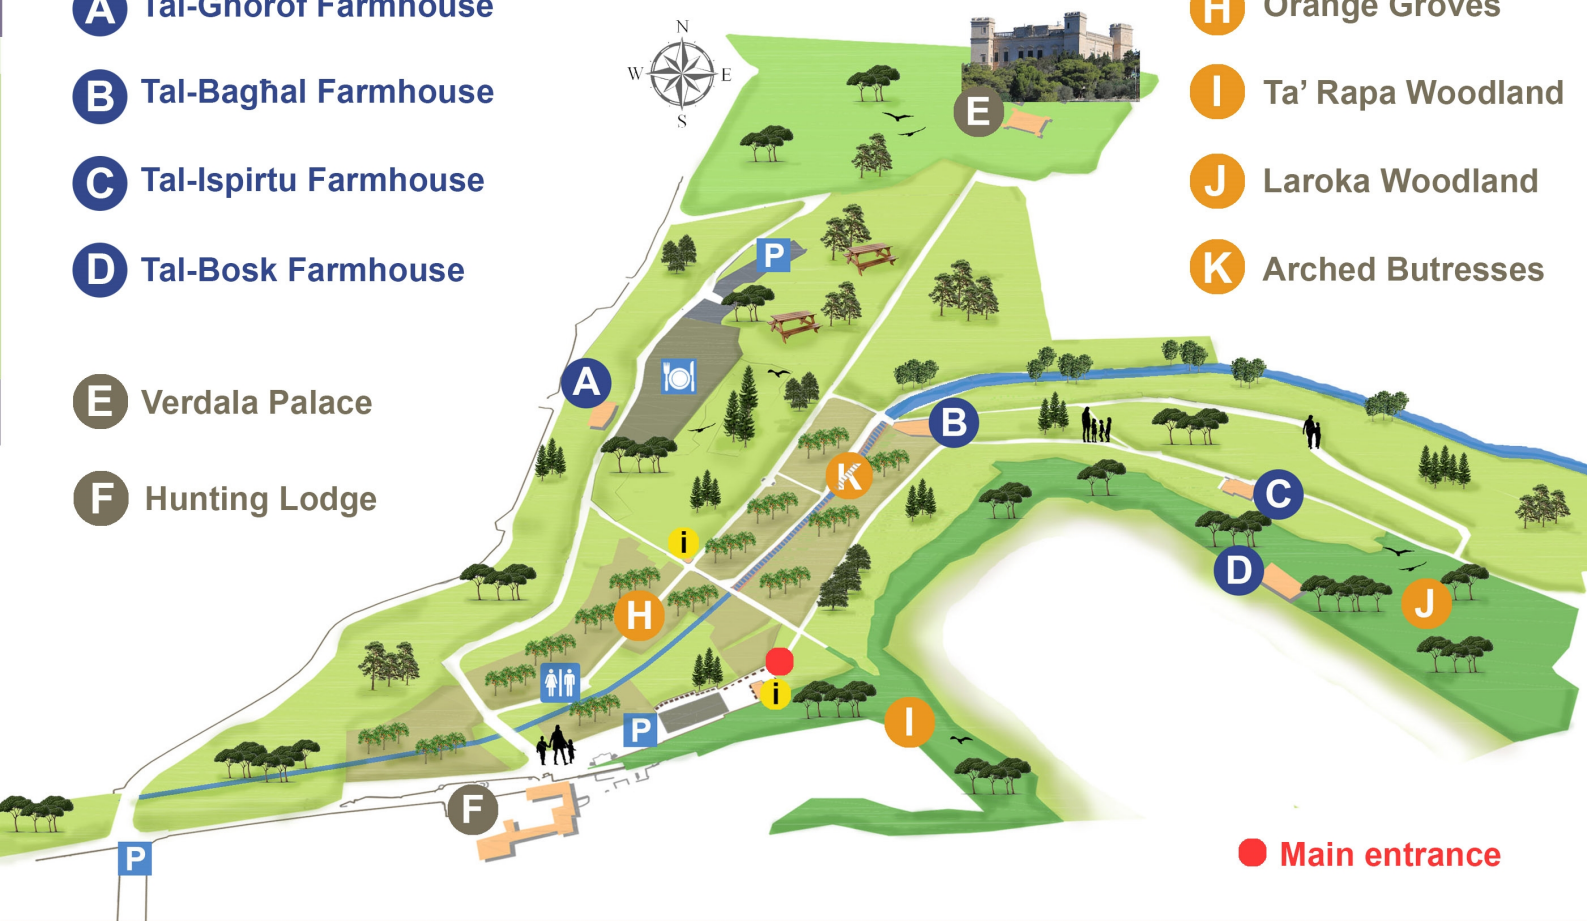 A Tal-Għorof Farmhouse
B Tal-Bagħal Farmhouse
C Tal-Ispirtu Farmhouse
D Tal-Bosk Farmhouse
E Verdala Palace
F Hunting Lodge
H Orange Groves
I Ta’ Rapa Woodland
J Laroka Woodland
K Arched Butresses
N
W E
S
E
P
A
B
K
C
i
D
J
H
i
I
P
F
P
Main entrance